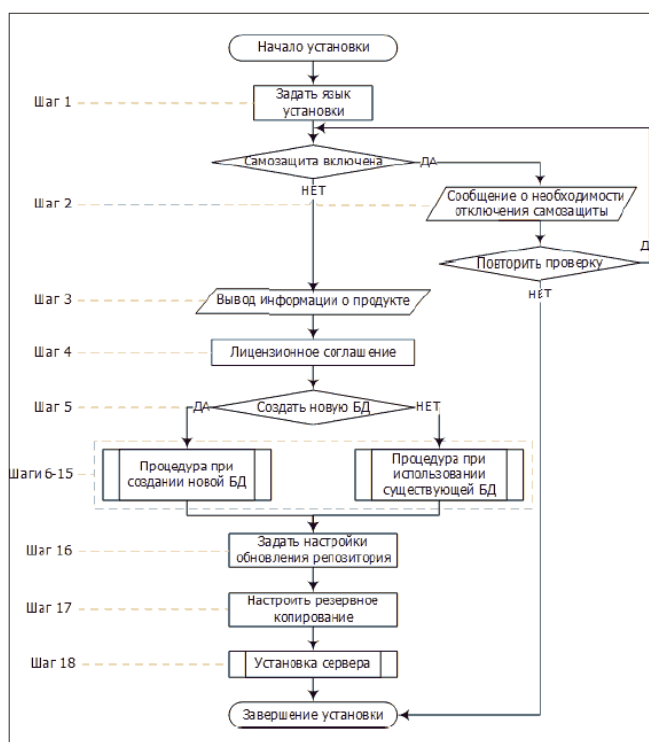 Начало установки
Шаг 1
Задать язык
установки
Самозащита включена
ДА
НЕТ
Шаг 2
Сообщение о необходимости
отключения самозащиты
Повторить проверку
НЕТ
Шаг 3
Вывод информации о продукте
Шаг 4
Лицензионное соглашение
Шаг 5
ДА
Создать новую БД
НЕТ
Шаги 6-15
Процедура при
создании новой БД
Процедура при
использовании
существующей БД
Шаг 16
Задать настройки
обновления репозитория
Шаг 17
Настроить резервное
копирование
Шаг 18
Установка сервера
Завершение установки